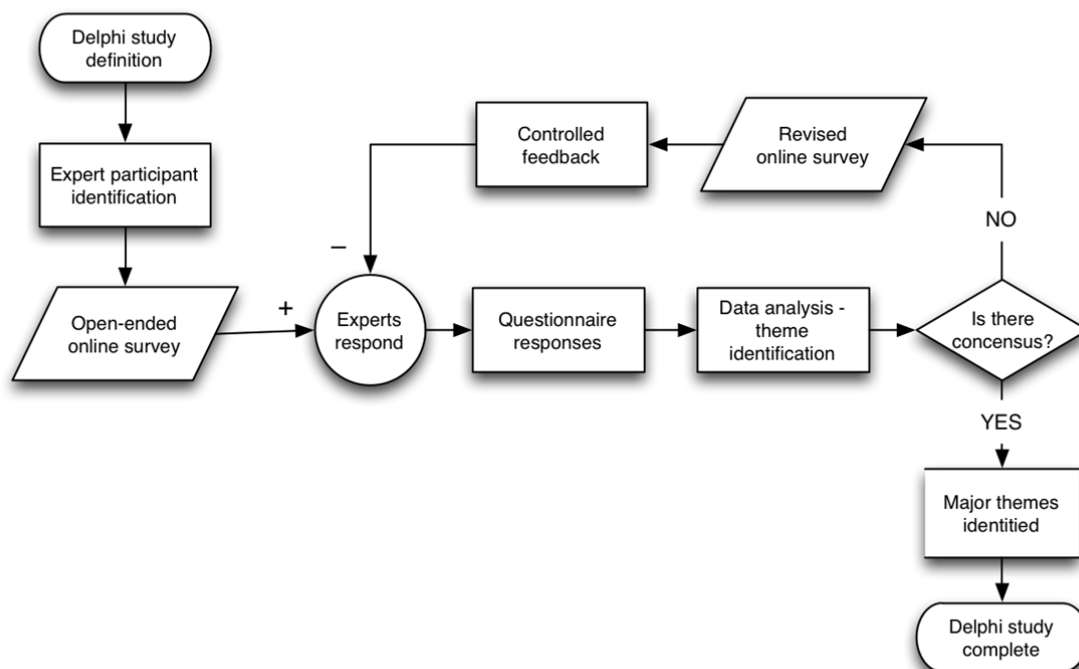 Delphi study
definition
Expert participant
identification
Open-ended
online survey
+
−
Experts
respond
Questionnaire
responses
Data analysis -
theme
identification
Is there
concensus?
NO
Revised
online survey
Controlled
feedback
YES
Major themes
identitied
Delphi study
complete